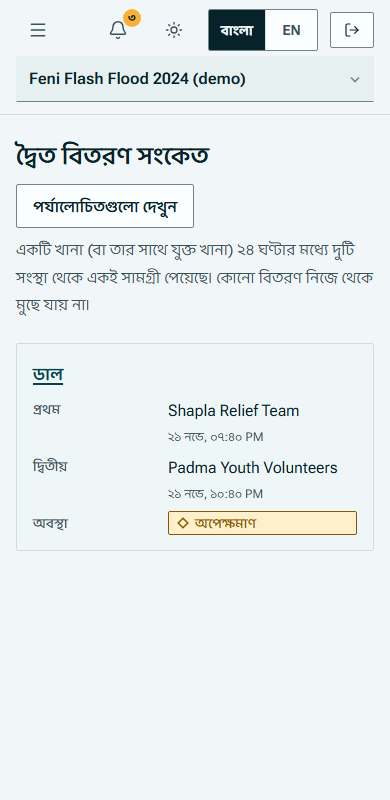 ৩
বাংলা
EN
Feni Flash Flood 2024 (demo)
দ্বৈত বিতরণ সংকেত
পর্যালোচিতগুলো দেখুন
একটি খানা (বা তার সাথে যুক্ত খানা) ২৪ ঘণ্টার মধ্যে দুটি
সংস্থা থেকে একই সামগ্রী পেয়েছে। কোনো বিতরণ নিজে থেকে
মুছে যায় না।
ডাল
প্রথম
Shapla Relief Team
২১ নভে, ০৭:৪০ PM
দ্বিতীয়
Padma Youth Volunteers
২১ নভে, ১০:৪০ PM
অবস্থা
অপেক্ষমাণ